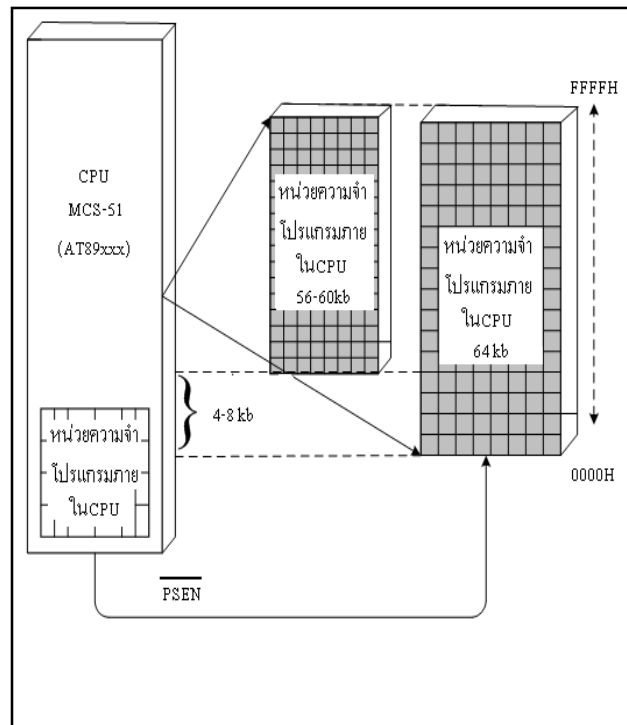 CPU
MCS-51
(AT89xxx)
หน่วยความจำ
โปรแกรมภาย
ในCPU
4-8 kb
PSEN
หน่วยความจำ
โปรแกรมภาย
ในCPU
56-60kb
หน่วยความจำ
โปรแกรมภาย
ในCPU
64 kb
FFFFH
0000H